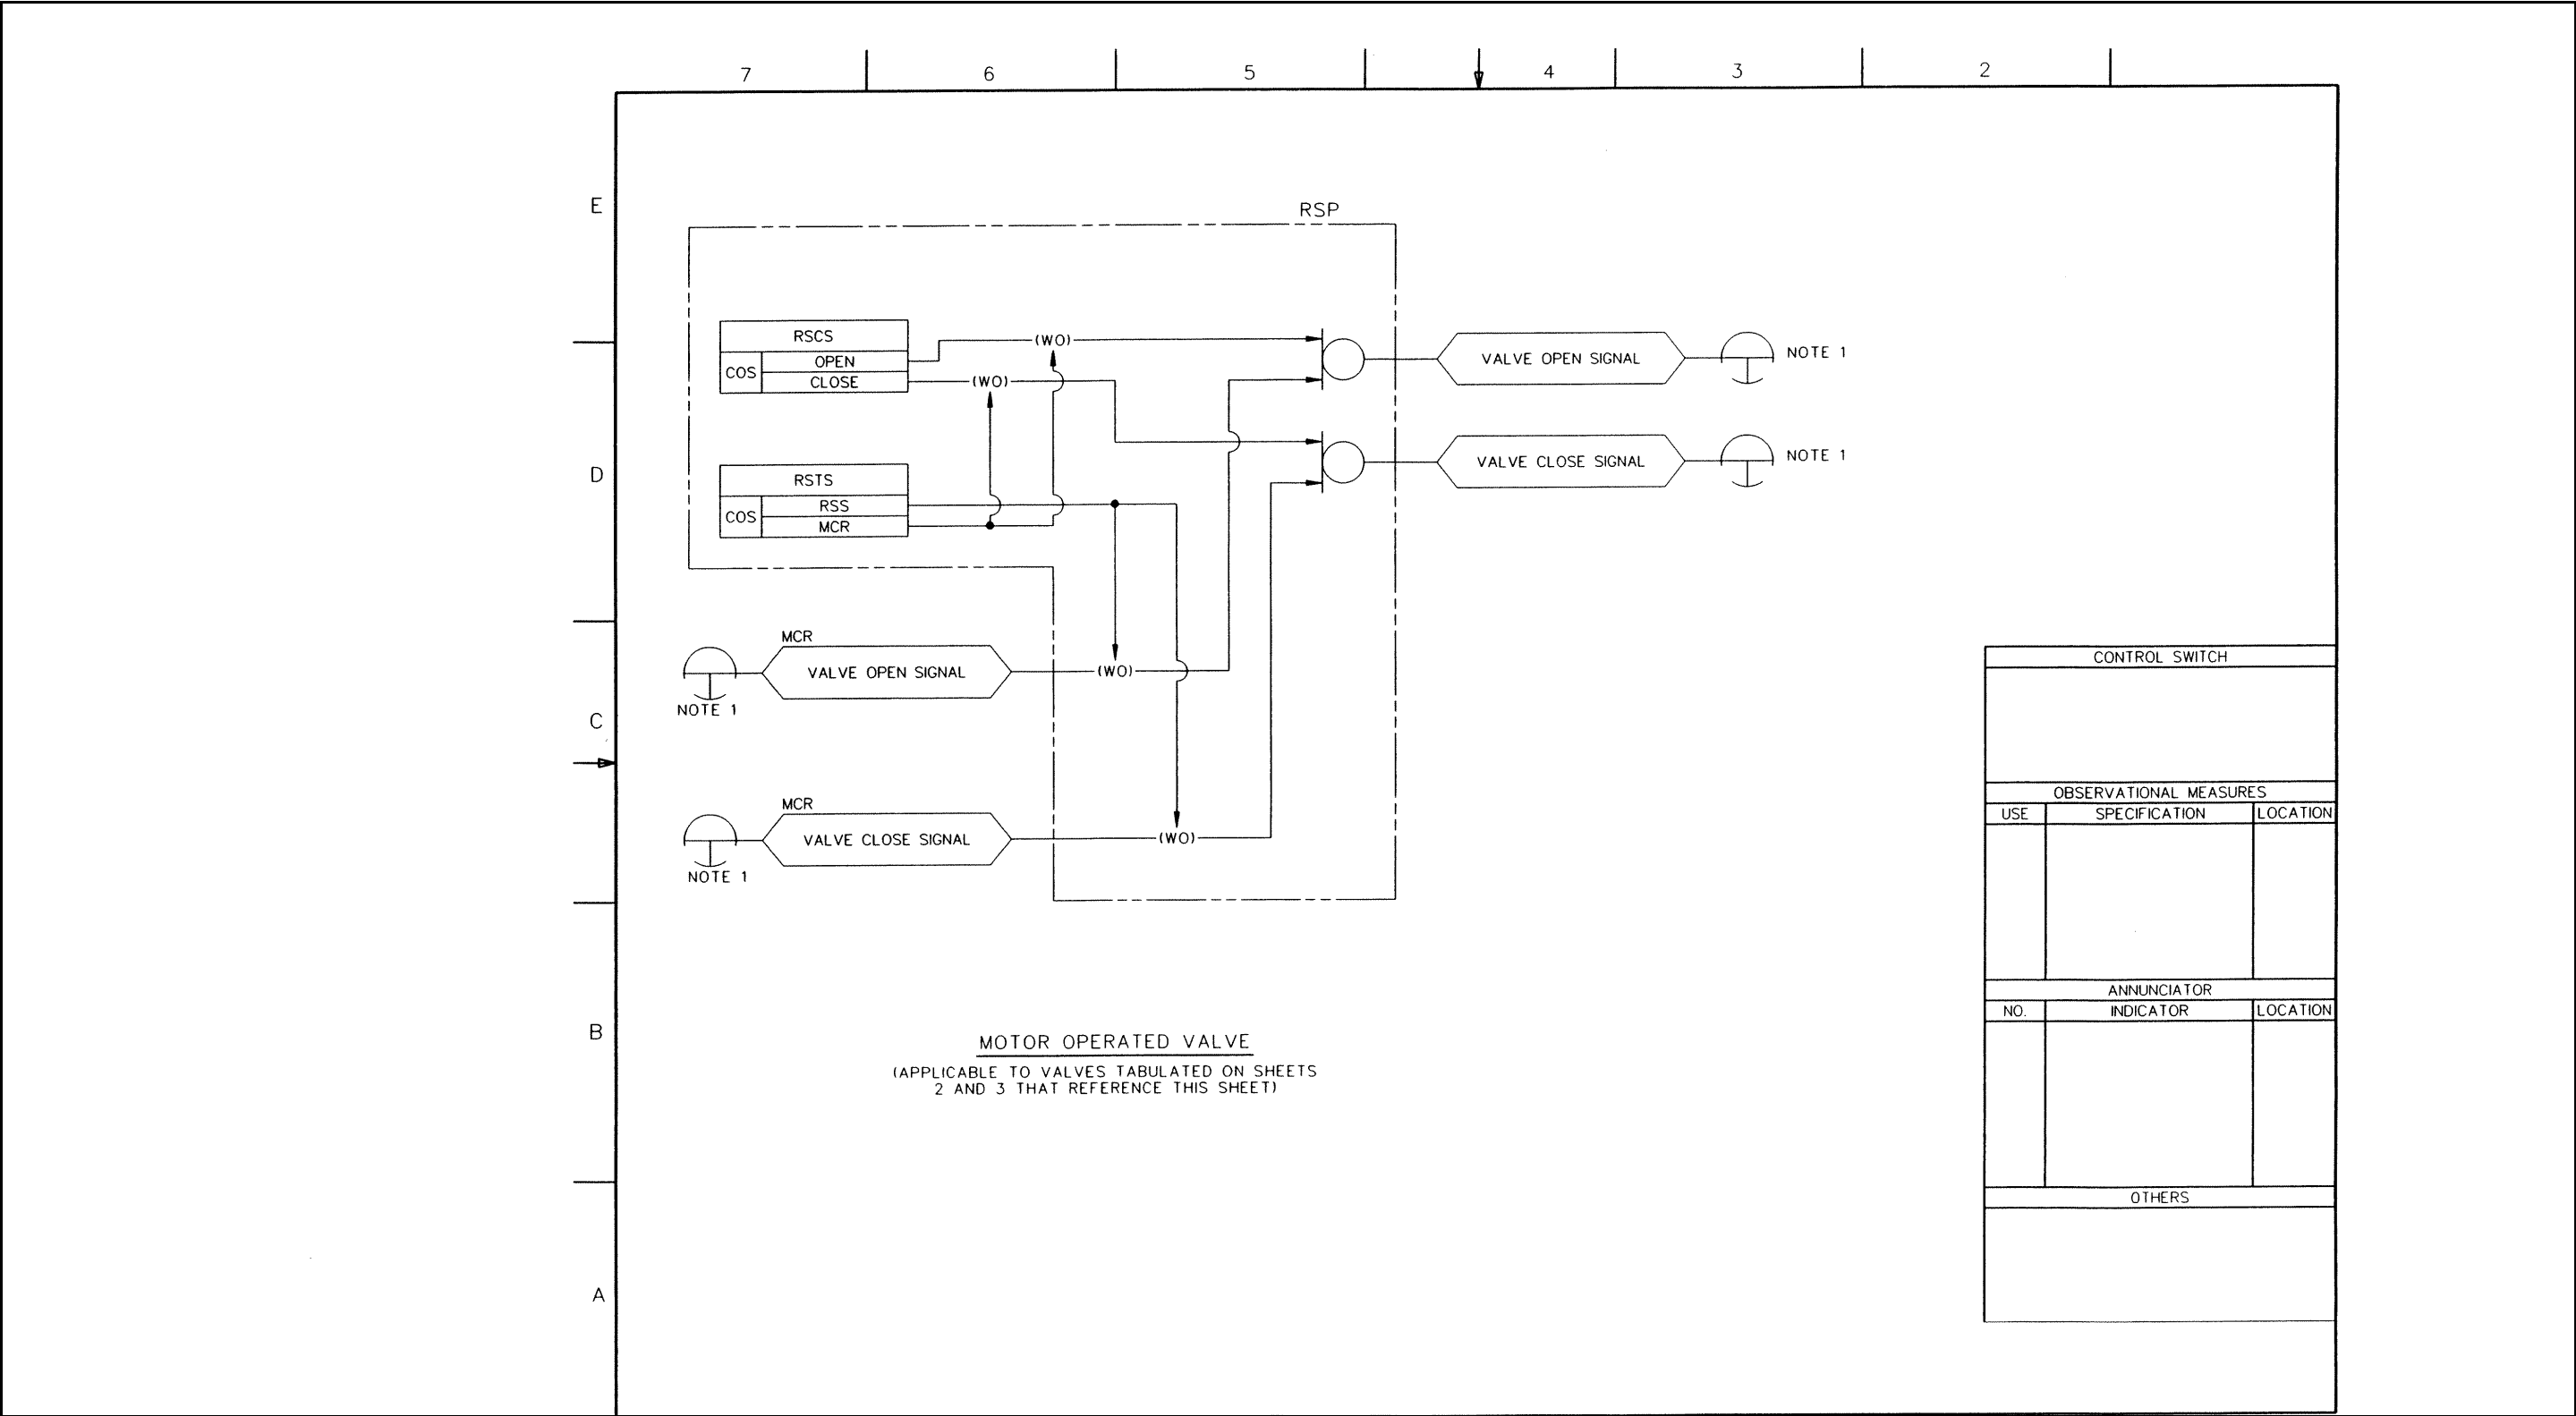 7 6 5 4 3 2
E
RSP
RSCS
COS
OPEN
CLOSE
(WO)
(WO)
VALVE OPEN SIGNAL
NOTE 1
VALVE CLOSE SIGNAL
NOTE 1
D
RSTS
COS
RSS
MCR
MCR
VALVE OPEN SIGNAL
(WO)
NOTE 1
C
MCR
VALVE CLOSE SIGNAL
(WO)
NOTE 1
CONTROL SWITCH
OBSERVATIONAL MEASURES
USE SPECIFICATION LOCATION
ANNUNCIATOR
NO. INDICATOR LOCATION
OTHERS
B
MOTOR OPERATED VALVE
(APPLICABLE TO VALVES TABULATED ON SHEETS
2 AND 3 THAT REFERENCE THIS SHEET)
A